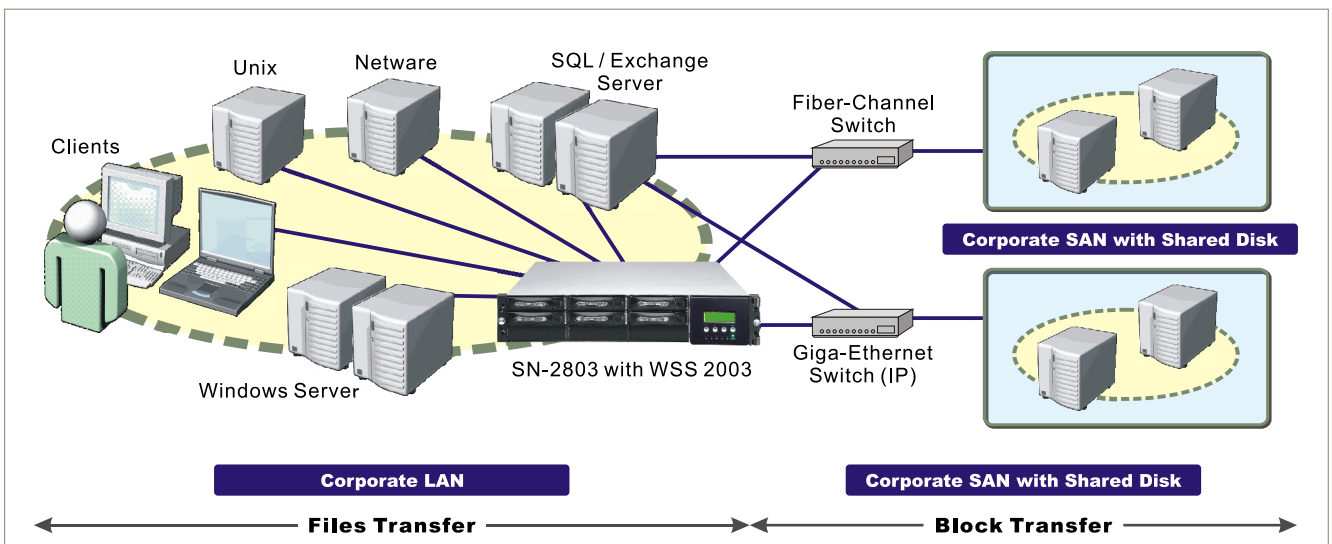 Unix
Netware
SQL / Exchange
Server
Fiber-Channel
Switch
Clients
Corporate SAN with Shared Disk
Windows Server
SN-2803 with WSS 2003
Giga-Ethernet
Switch (IP)
Corporate LAN
Corporate SAN with Shared Disk
Files Transfer
Block Transfer